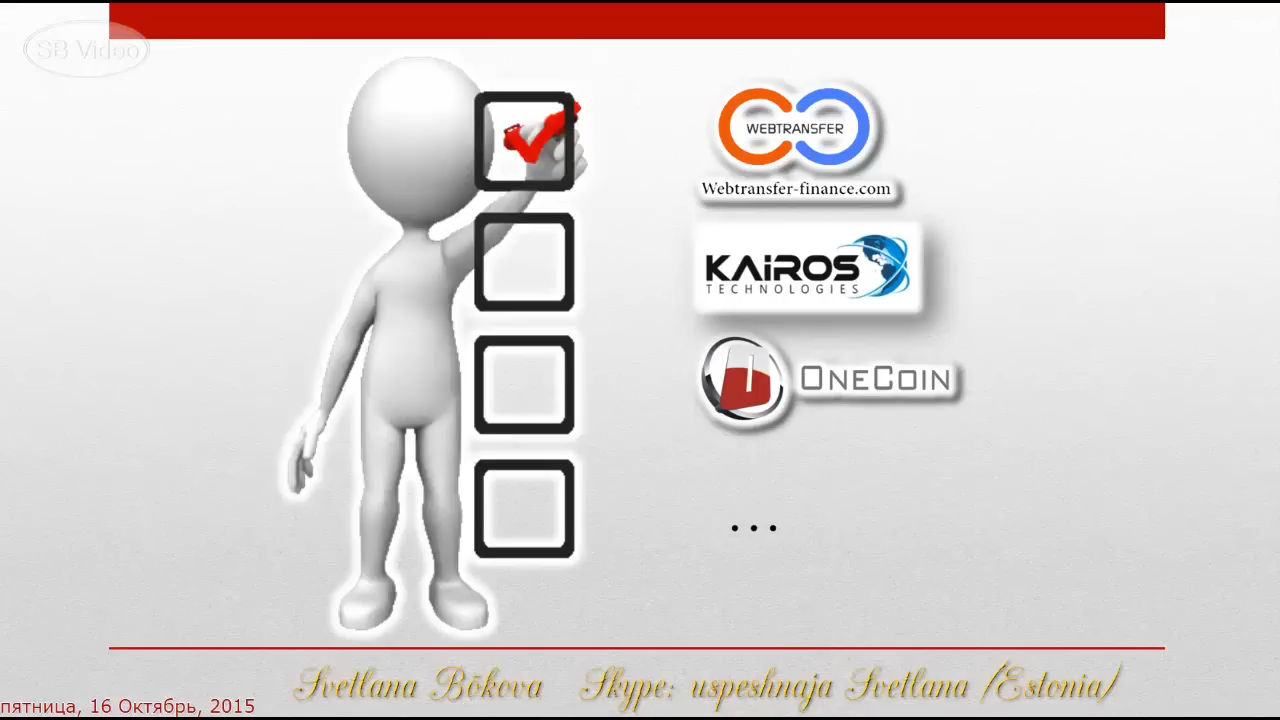 SB Video
WEBTRANSFER
Webtransfer-finance.com
KAiROS
TECHNOLOGIES
ONECOIN
...
Svetlana Bõkova Skype: uspeshnaja Svetlana /Estonia/
пятница, 16 Октябрь, 2015